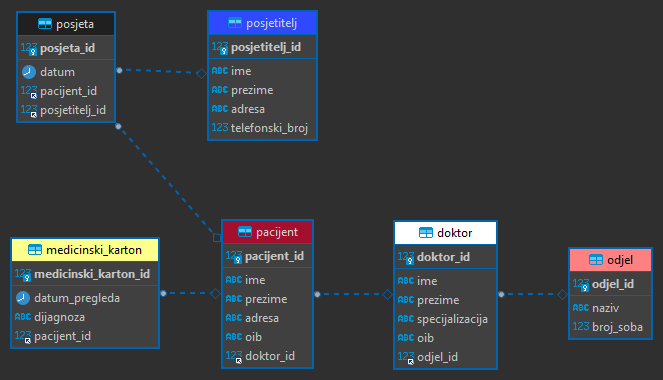 posjeta
123 posjeta_id
datum
123 pacijent_id
123 posjetitelj_id
posjetitelj
123 posjetitelj_id
ABC ime
ABC prezime
ABC adresa
123 telefonski_broj
medicinski_karton
123 medicinski_karton_id
datum_pregleda
ABC dijagnoza
123 pacijent_id
pacijent
123 pacijent_id
ABC ime
ABC prezime
ABC adresa
ABC oib
123 doktor_id
doktor
123 doktor_id
ABC ime
ABC prezime
ABC specijalizacija
ABC oib
123 odjel_id
odjel
123 odjel_id
ABC naziv
123 broj_soba